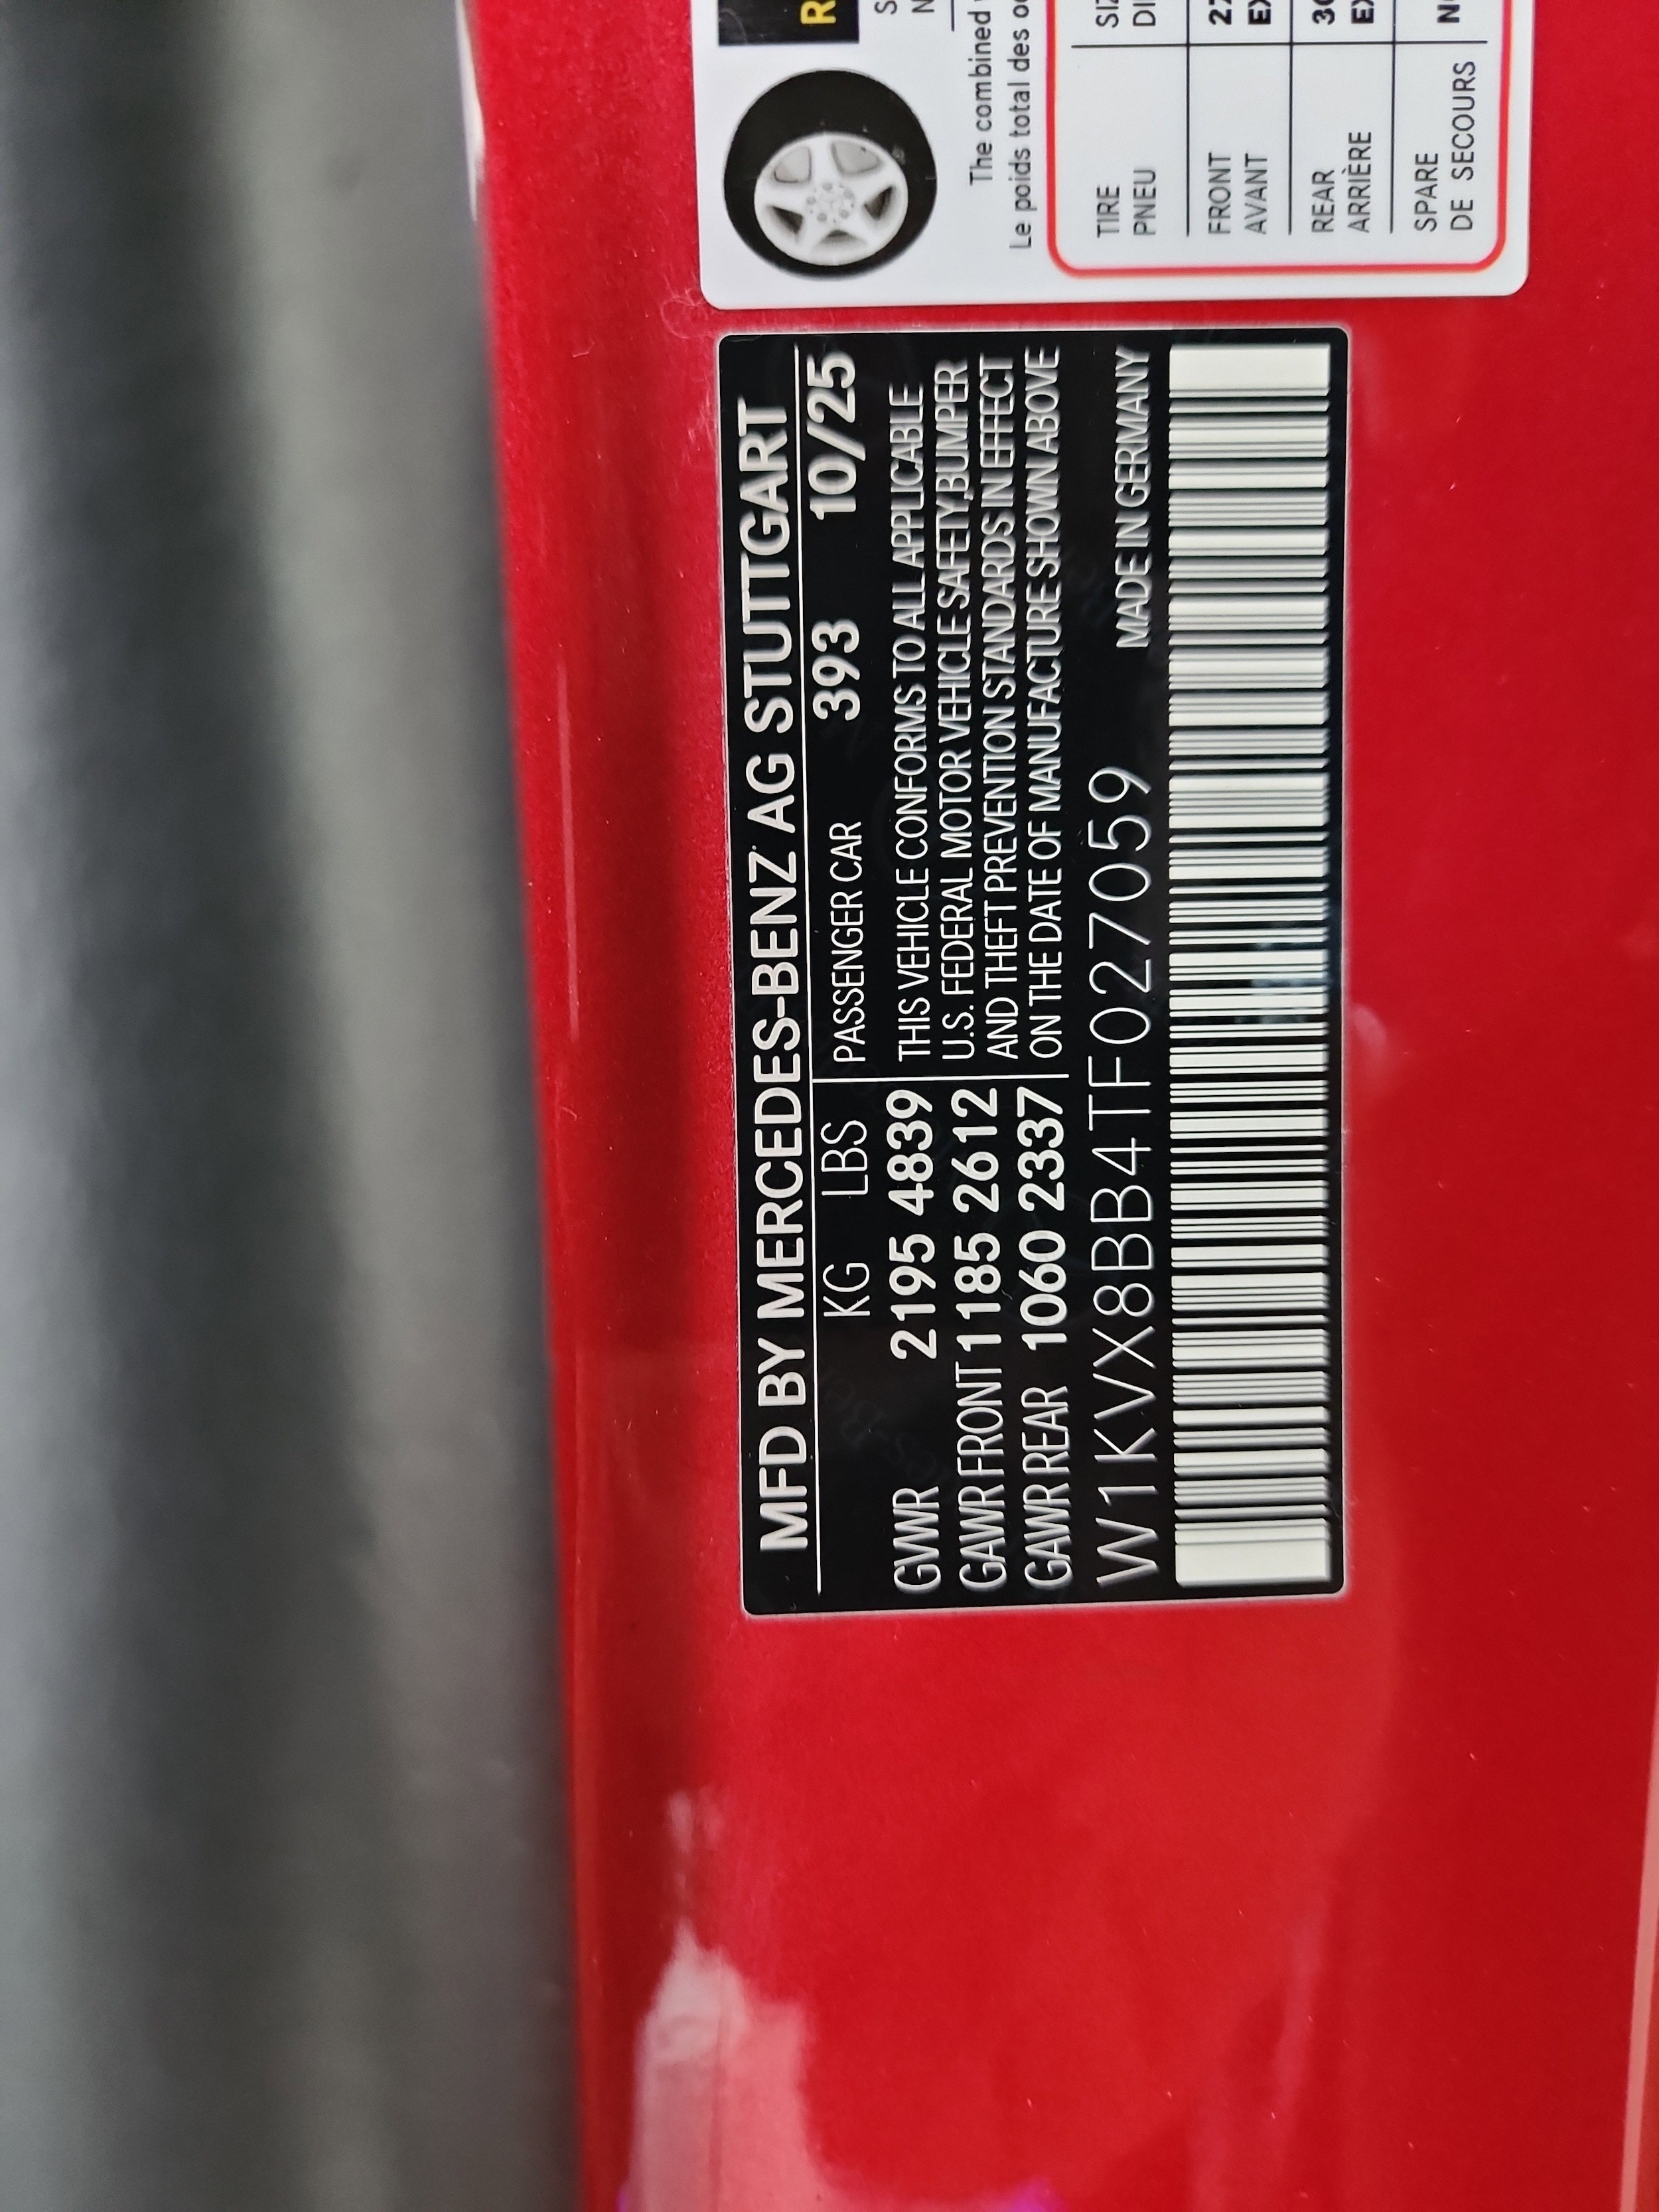 MFD BY MERCEDES-BENZ AG STUTTGART
KG LBS PASSENGER CAR 393 10/25
GVWR 2195 4839
GAWR FRONT 1185 2612
GAWR REAR 1060 2337
THIS VEHICLE CONFORMS TO ALL APPLICABLE
U.S. FEDERAL MOTOR VEHICLE SAFETY,BUMPER
AND THEFT PREVENTION STANDARDS IN EFFECT
ON THE DATE OF MANUFACTURE SHOWN ABOVE
W1KVX8BB4TF027059 MADE IN GERMANY
The combined
Le poids total des
TIRE
PNEU
FRONT
AVANT
REAR
ARRIÈRE
SPARE
DE SECOURS